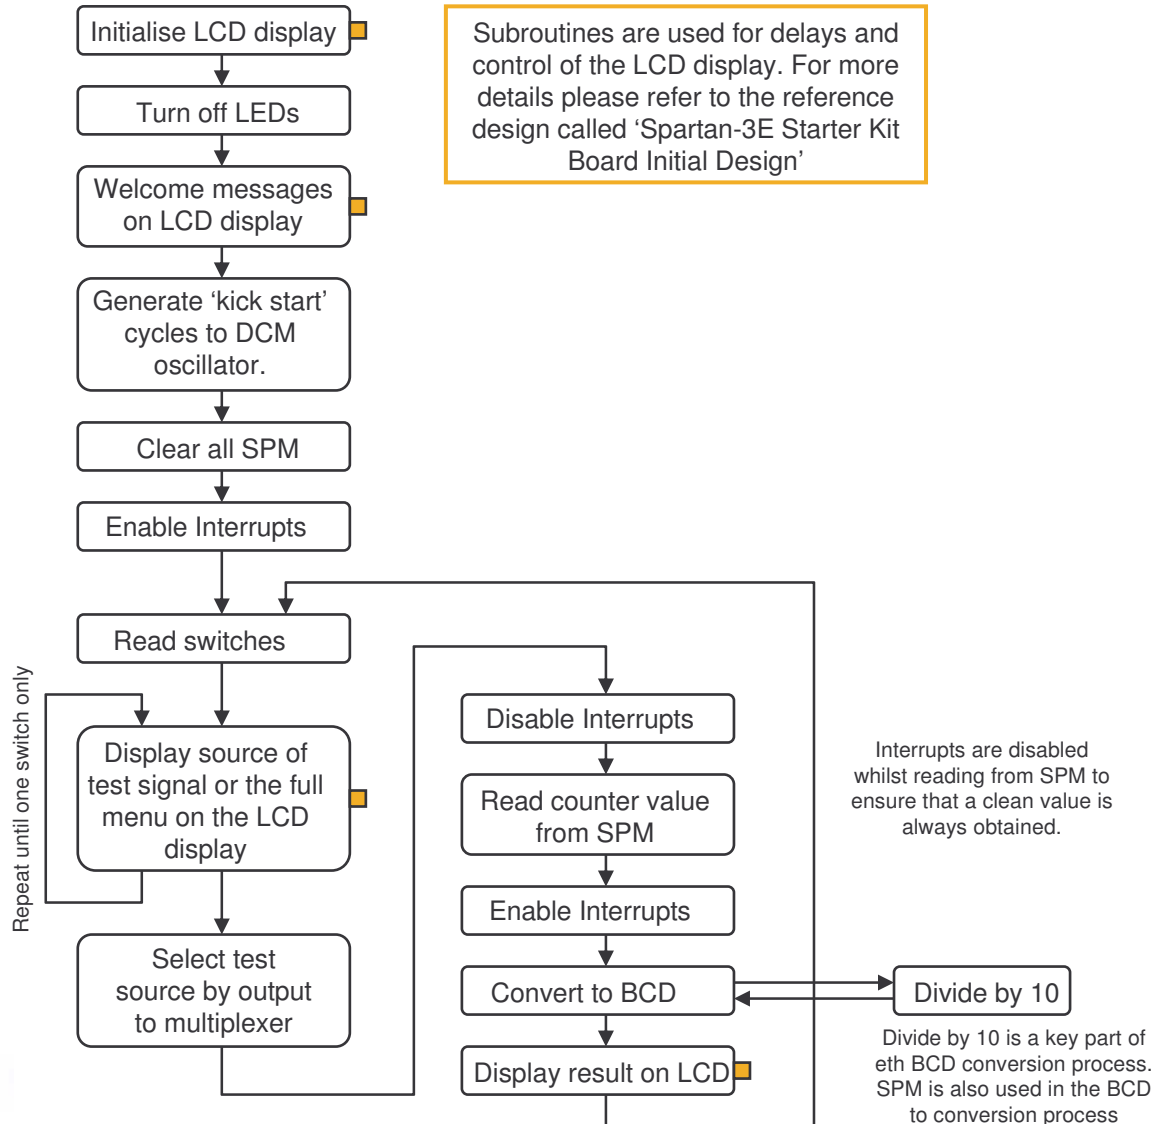 Initialise LCD display
Subroutines are used for delays and
control of the LCD display. For more
details please refer to the reference
design called ‘Spartan-3E Starter Kit
Board Initial Design’
Turn off LEDs
Welcome messages
on LCD display
Generate ‘kick start’
cycles to DCM
oscillator.
Clear all SPM
Enable Interrupts
Read switches
Repeat until one switch only
Display source of
test signal or the full
menu on the LCD
display
Select test
source by output
to multiplexer
Disable Interrupts
Read counter value
from SPM
Interrupts are disabled
whilst reading from SPM to
ensure that a clean value is
always obtained.
Enable Interrupts
Convert to BCD
Divide by 10
Display result on LCD
Divide by 10 is a key part of
eth BCD conversion process.
SPM is also used in the BCD
to conversion process